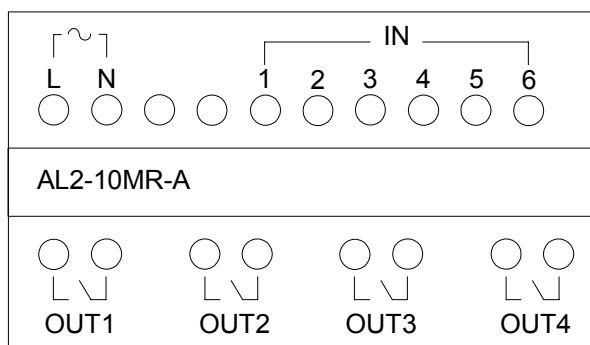 IN
L N 1 2 3 4 5 6
AL2-10MR-A
OUT1 OUT2 OUT3 OUT4